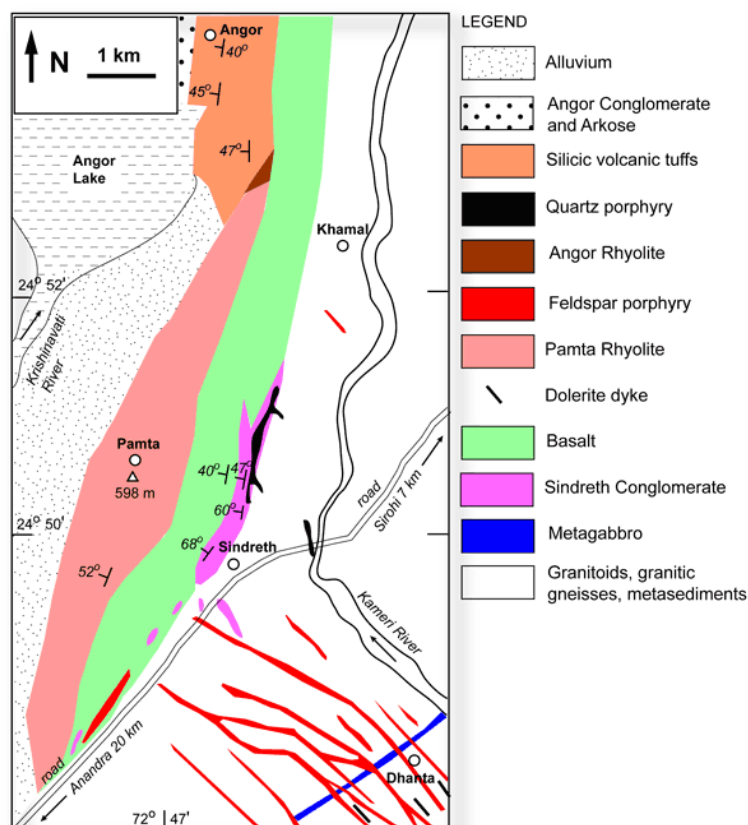 N
1 km
Angor
40°
45°
47°
Angor
Lake
Khamal
24° 52'
Krishinavati
River
Pamta
598 m
40°
47°
60°
68°
52°
Sindreth
road
Sirohi 7 km
24° 50'
Kameri River
road
Anandra 20 km
Dhanta
72° 47'
LEGEND
Alluvium
Angor Conglomerate
and Arkose
Silicic volcanic tuffs
Quartz porphyry
Angor Rhyolite
Feldspar porphyry
Pamta Rhyolite
Dolerite dyke
Basalt
Sindreth Conglomerate
Metagabbro
Granitoids, granitic
gneisses, metasediments